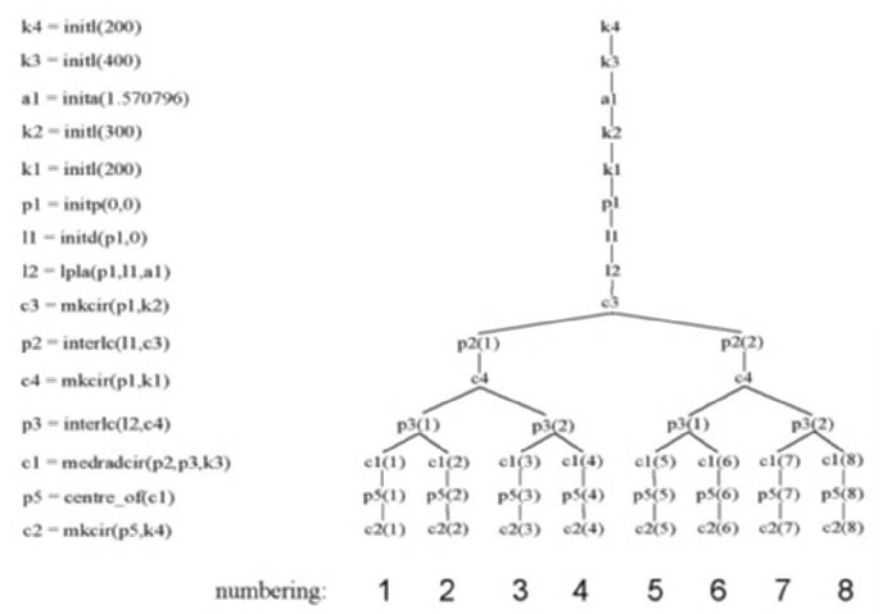 k4 = initl(200) k4
k3 = initl(400) k3
a1 = inita(1.570796) a1
k2 = initl(300) k2
k1 = initl(200) k1
p1 = initp(0,0) p1
l1 = initd(p1,0) l1
l2 = lpla(p1,l1,a1) l2
c3 = mkcir(p1,k2) c3
p2 = interlc(l1,c3) p2(1) p2(2)
c4 = mkcir(p1,k1) c4 c4
p3 = interlc(l2,c4) p3(1) p3(2) p3(1) p3(2)
c1 = medradcir(p2,p3,k3) c1(1) c1(2) c1(3) c1(4) c1(5) c1(6) c1(7) c1(8)
p5 = centre_of(c1) p5(1) p5(2) p5(3) p5(4) p5(5) p5(6) p5(7) p5(8)
c2 = mkcir(p5,k4) c2(1) c2(2) c2(3) c2(4) c2(5) c2(6) c2(7) c2(8)
numbering: 1 2 3 4 5 6 7 8